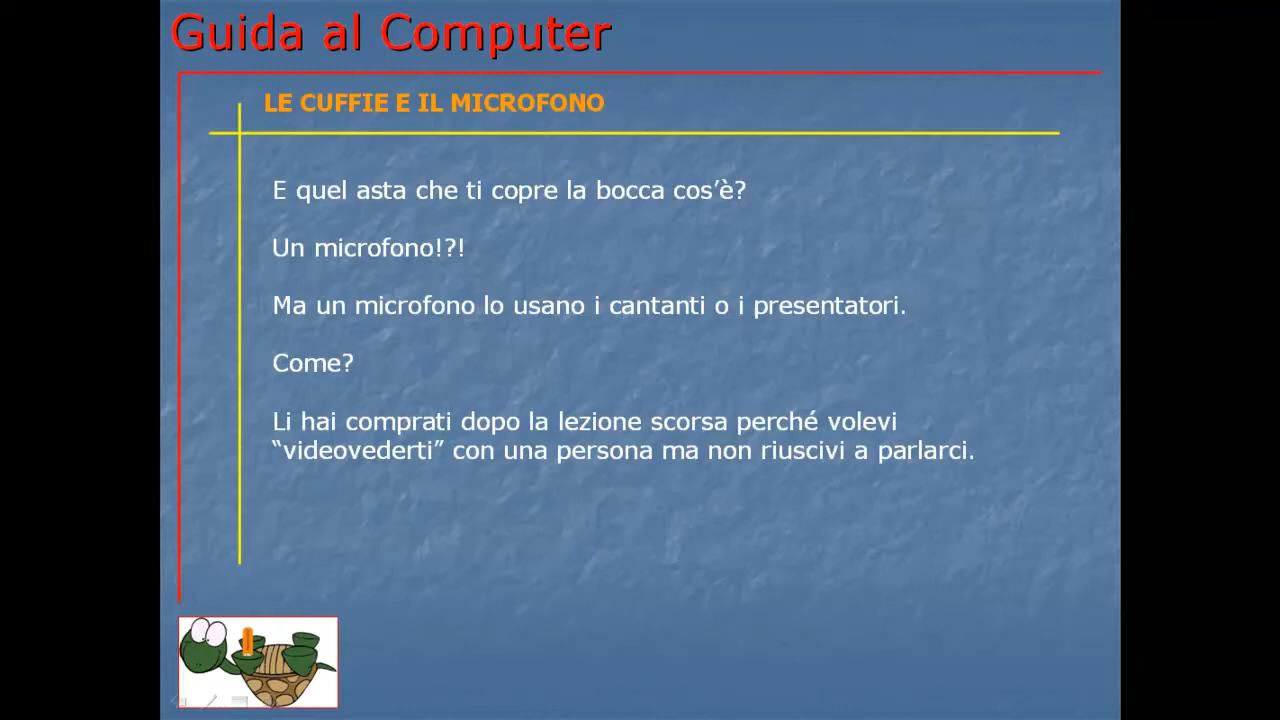 Guida al Computer
LE CUFFIE E IL MICROFONO
E quel asta che ti copre la bocca cos’è?
Un microfono!?!
Ma un microfono lo usano i cantanti o i presentatori.
Come?
Li hai comprati dopo la lezione scorsa perché volevi
“videovederti” con una persona ma non riuscivi a parlarci.